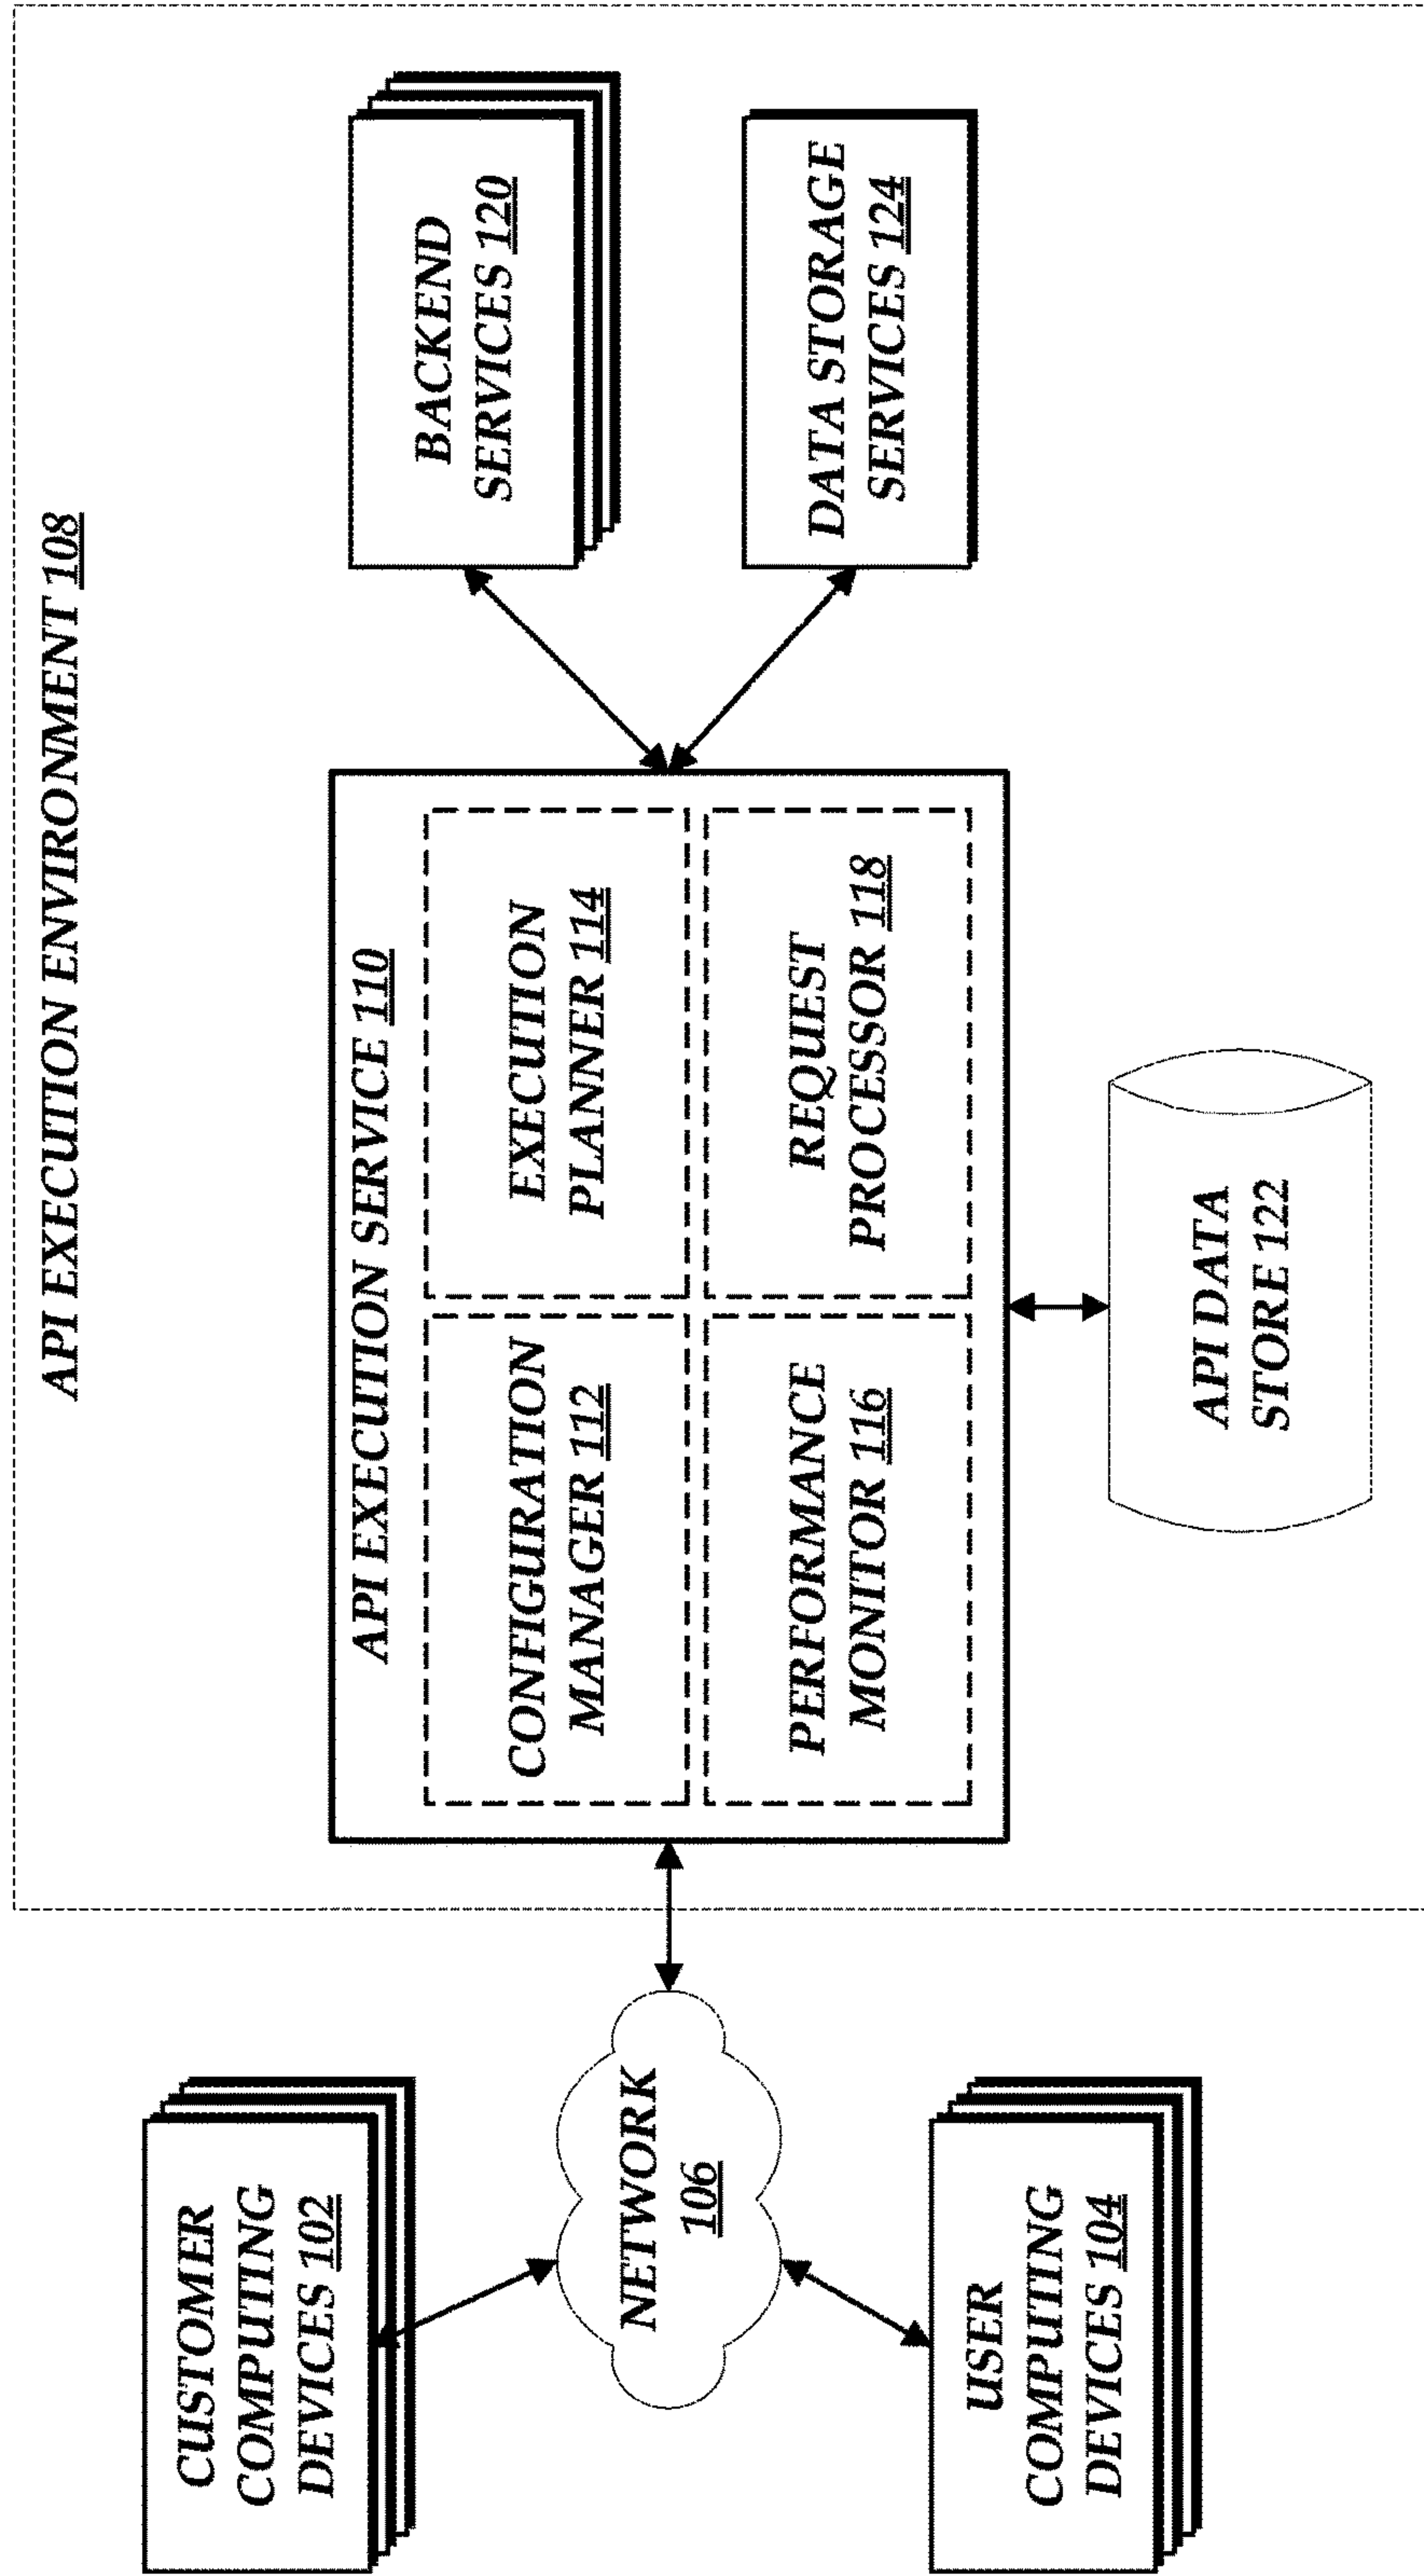 API EXECUTION ENVIRONMENT 108
CUSTOMER
COMPUTING
DEVICES 102
NETWORK
106
USER
COMPUTING
DEVICES 104
API EXECUTION SERVICE 110
CONFIGURATION
MANAGER 112
EXECUTION
PLANNER 114
PERFORMANCE
MONITOR 116
REQUEST
PROCESSOR 118
API DATA
STORE 122
BACKEND
SERVICES 120
DATA STORAGE
SERVICES 124